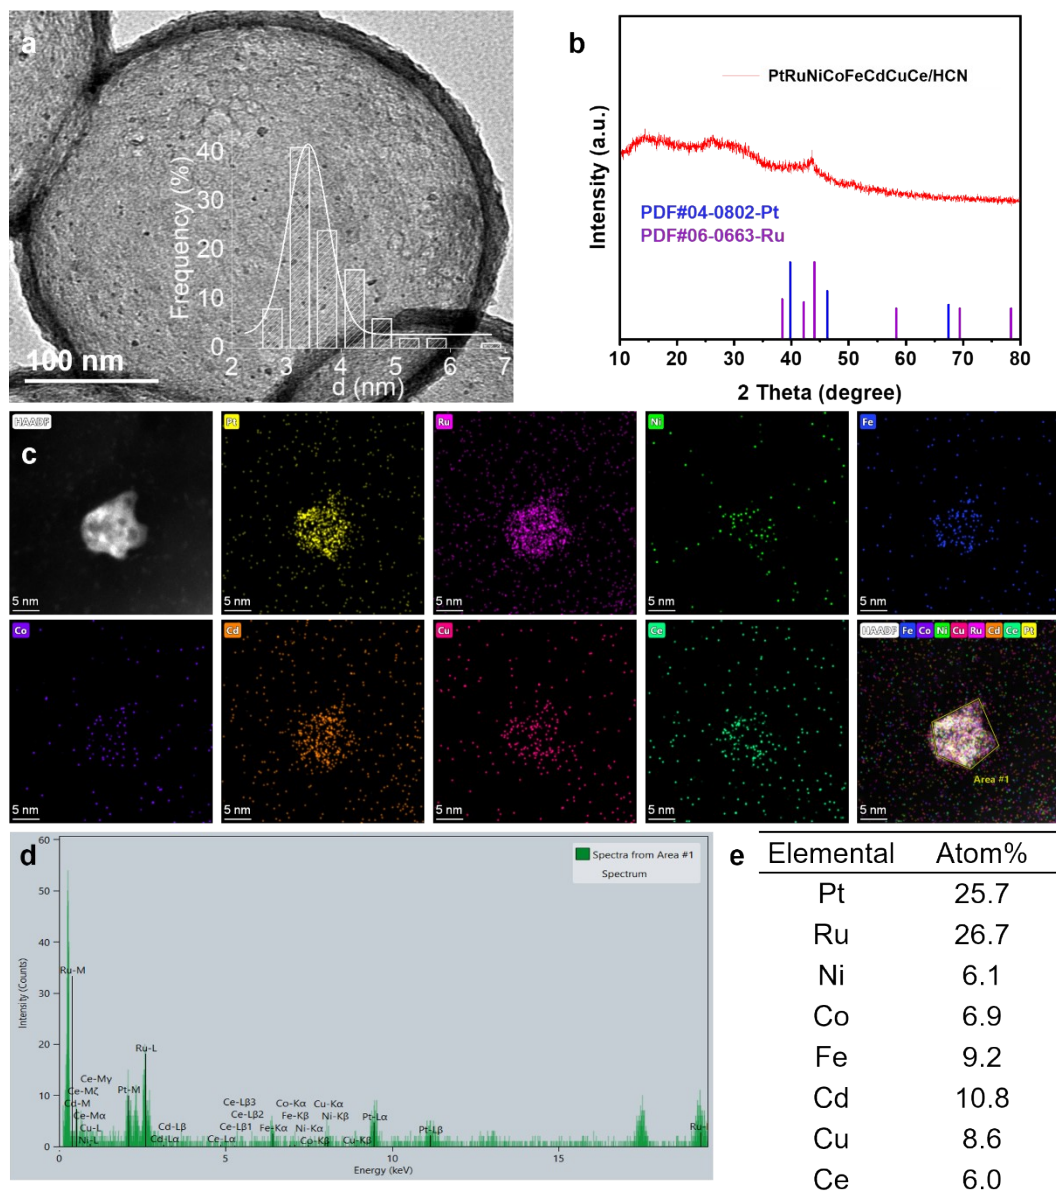 a
Frequency (%)
40
30
20
10
0
2 3 4 5 6 7
d (nm)
100 nm
b
PtRuNiCoFeCdCuCe/HCN
Intensity (a.u.)
PDF#04-0802-Pt
PDF#06-0663-Ru
10 20 30 40 50 60 70 80
2 Theta (degree)
c
HAADF
5 nm
Pt
5 nm
Ru
5 nm
Ni
5 nm
Fe
5 nm
Co
5 nm
Cd
5 nm
Cu
5 nm
Ce
5 nm
HAADF Fe Co Ni Cu Ru Cd Ce Pt
Area #1
5 nm
d
Spectra from Area #1
Spectrum
Intensity (Counts)
60
50
40
30
20
10
0
Ru-M
Ru-L
Ce-Mγ
Ce-Mζ
Pt-M
Cd-M
Ce-Mα
Cu-L
Ni-L
Cd-Lβ
Cd-Lα
Ce-Lβ3
Ce-Lβ2
Ce-Lβ1
Ce-Lα
Co-Kα
Fe-Kβ
Fe-Kα
Ni-Kα
Co-Kβ
Cu-Kα
Ni-Kβ
Cu-Kβ
Pt-Lα
Pt-Lβ
0 5 10 15
Energy (keV)
e
Elemental Atom%
Pt 25.7
Ru 26.7
Ni 6.1
Co 6.9
Fe 9.2
Cd 10.8
Cu 8.6
Ce 6.0